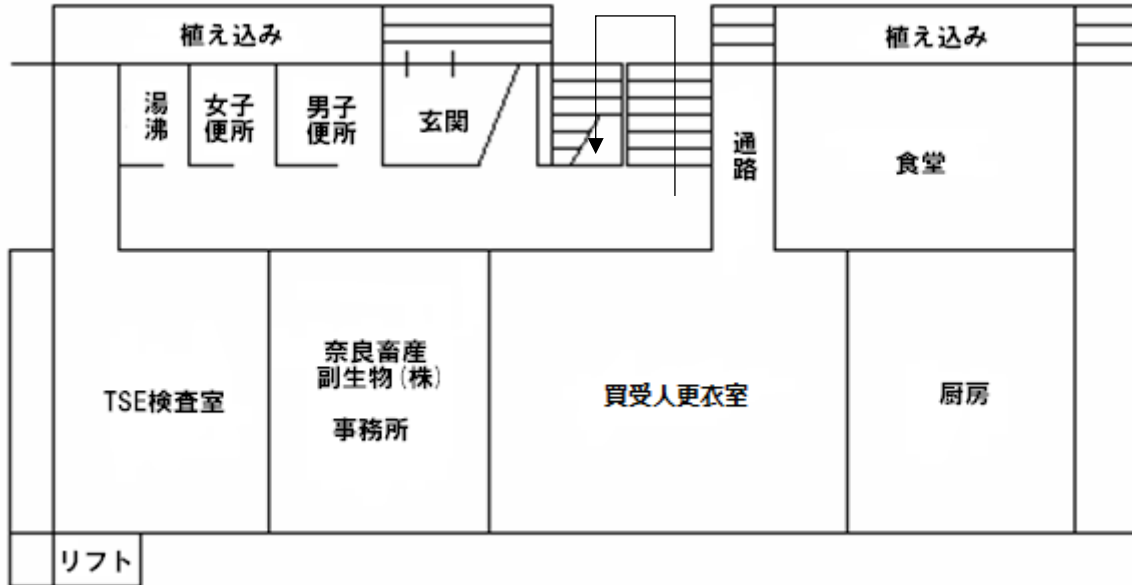 植え込み
植え込み
湯
沸
女子
便所
男子
便所
玄関
通
路
食堂
TSE検査室
奈良畜産
副生物(株)
事務所
買受人更衣室
厨房
リフト